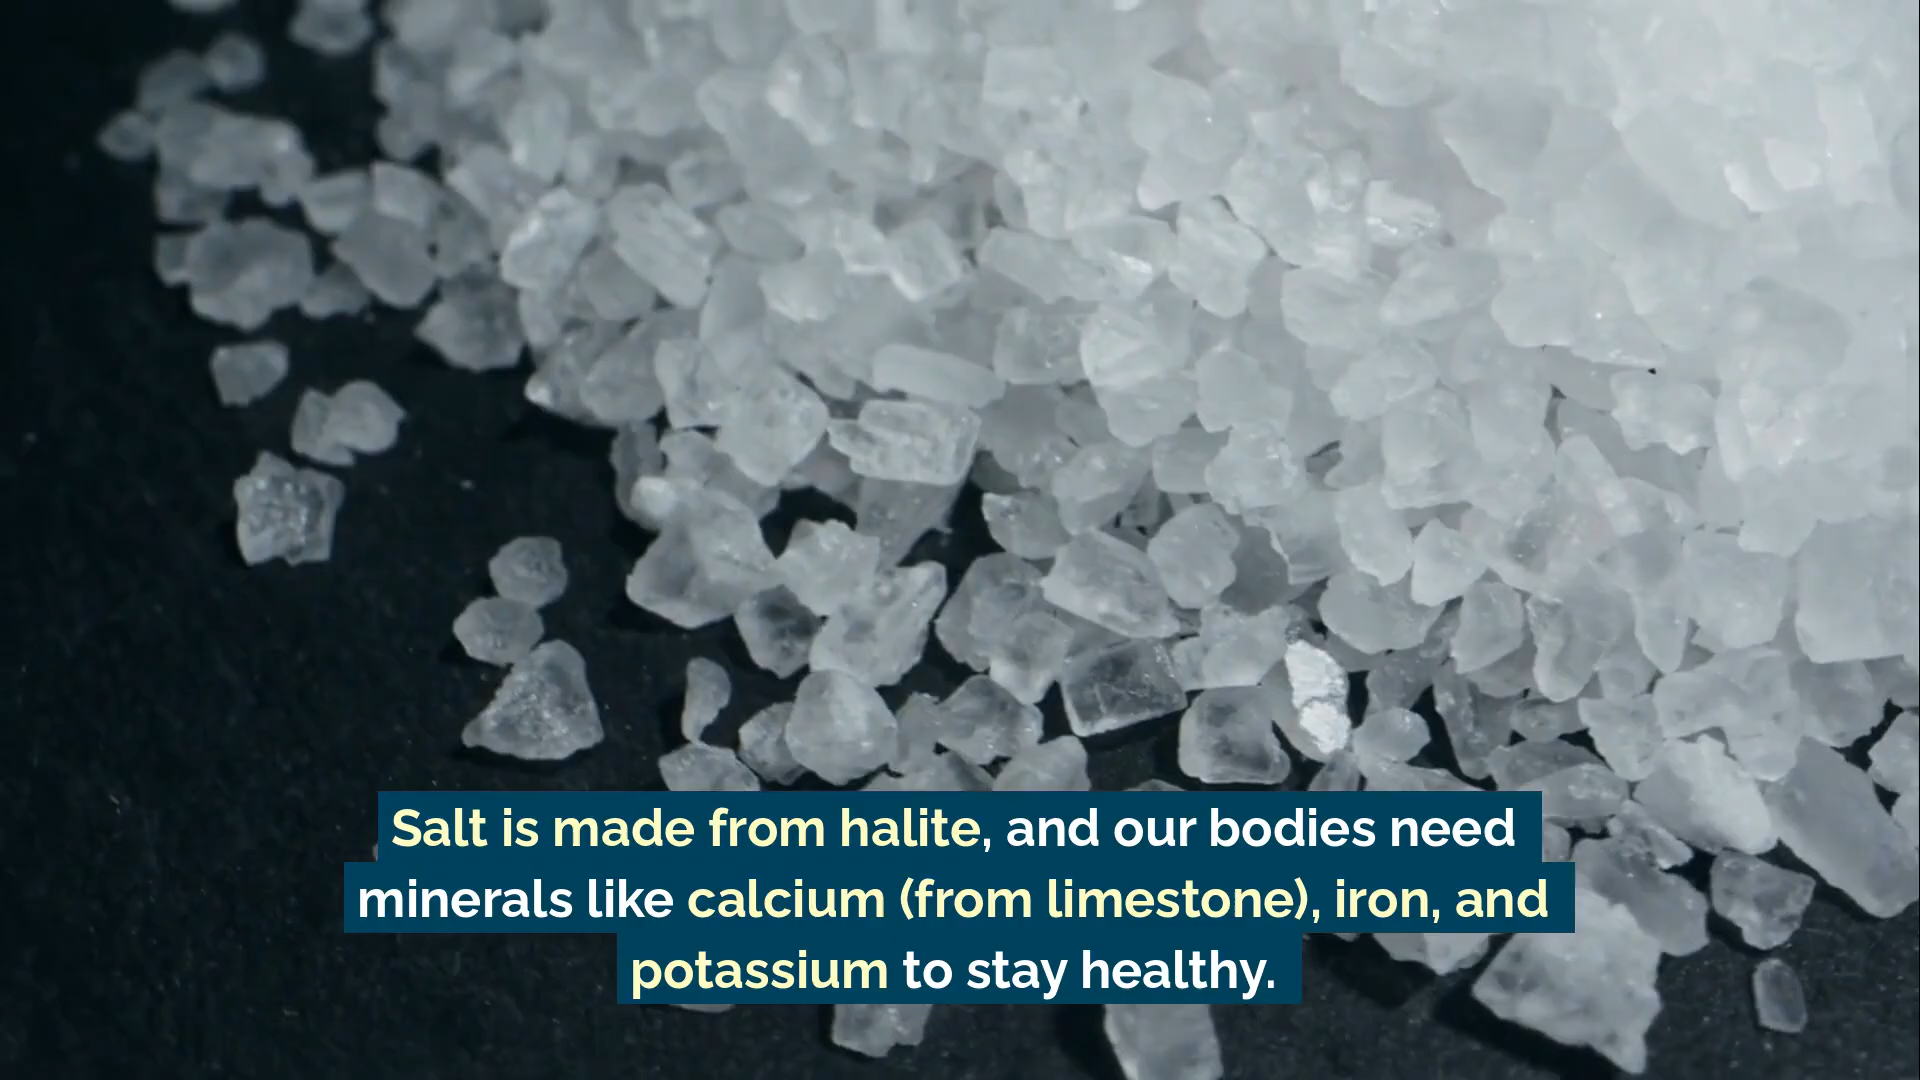 Salt is made from halite, and our bodies need
minerals like calcium (from limestone), iron, and
potassium to stay healthy.